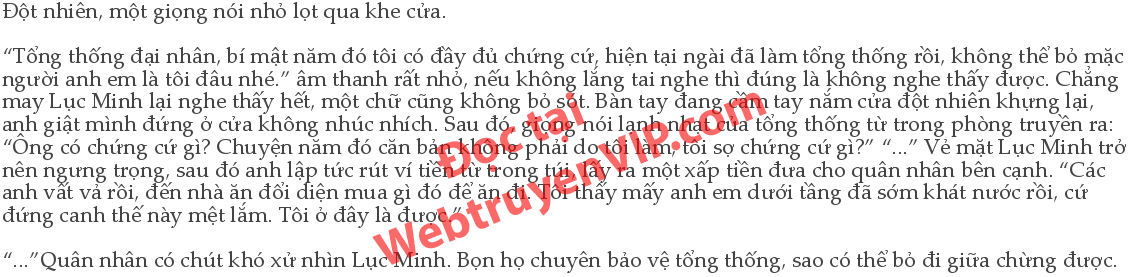 Đột nhiên, một giọng nói nhỏ lọt qua khe cửa.
“Tổng thống đại nhân, bí mật năm đó tôi có đầy đủ chứng cứ, hiện tại ngài đã làm tổng thống rồi, không thể bỏ mặc
người anh em là tôi đâu nhé.” âm thanh rất nhỏ, nếu không lắng tai nghe thì đúng là không nghe thấy được. Chẳng
may Lục Minh lại nghe thấy hết, một chữ cũng không bỏ sót. Bàn tay đang cầm tay nắm cửa đột nhiên khựng lại,
anh giật mình đứng ở cửa không nhúc nhích. Sau đó, giọng nói lạnh nhạt của tổng thống từ trong phòng truyền ra:
“Ông có chứng cứ gì? Chuyện năm đó căn bản không phải do tôi làm, tôi sợ chứng cứ gì?” “...” Vẻ mặt Lục Minh trở
nên ngưng trọng, sau đó anh lập tức rút ví tiền từ trong túi lấy ra một xấp tiền đưa cho quân nhân bên cạnh. “Các
anh vất vả rồi, đến nhà ăn đối diện mua gì đó để ăn đi. Tôi thấy mấy anh em dưới tầng đã sớm khát nước rồi, cứ
đứng canh thế này mệt lắm. Tôi ở đây là được.”
“...”Quân nhân có chút khó xử nhìn Lục Minh. Bọn họ chuyên bảo vệ tổng thống, sao có thể bỏ đi giữa chừng được.
Đọc tại
WebtruyenVIP.com